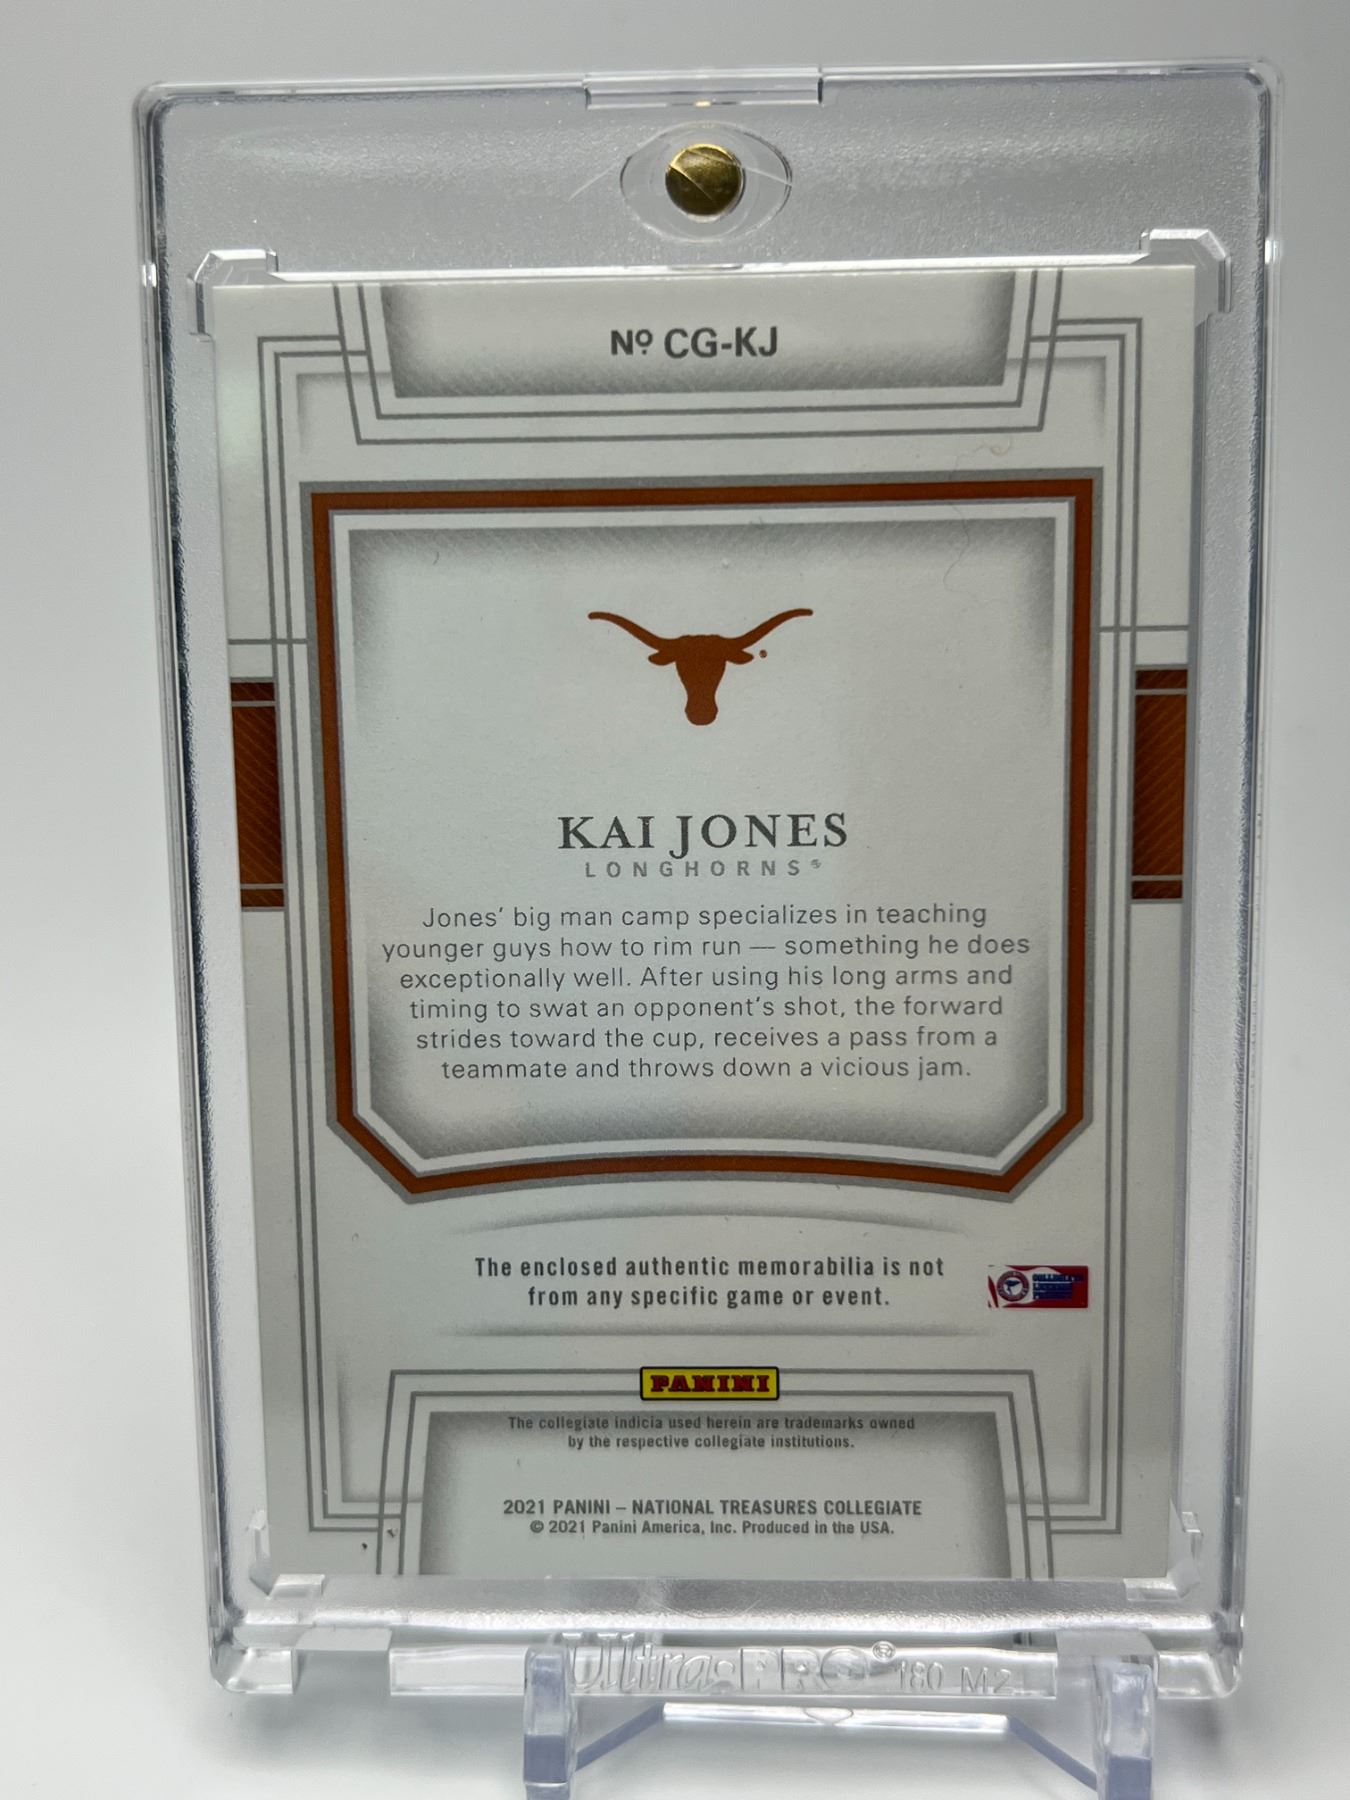 Nº CG-KJ
KAI JONES
LONGHORNS®
Jones' big man camp specializes in teaching
younger guys how to rim run — something he does
exceptionally well. After using his long arms and
timing to swat an opponent's shot, the forward
strides toward the cup, receives a pass from a
teammate and throws down a vicious jam.
The enclosed authentic memorabilia is not
from any specific game or event.
PANINI
The collegiate indicia used herein are trademarks owned
by the respective collegiate institutions.
2021 PANINI – NATIONAL TREASURES COLLEGIATE
© 2021 Panini America, Inc. Produced in the USA.
Ultra·PRO® 180 M2